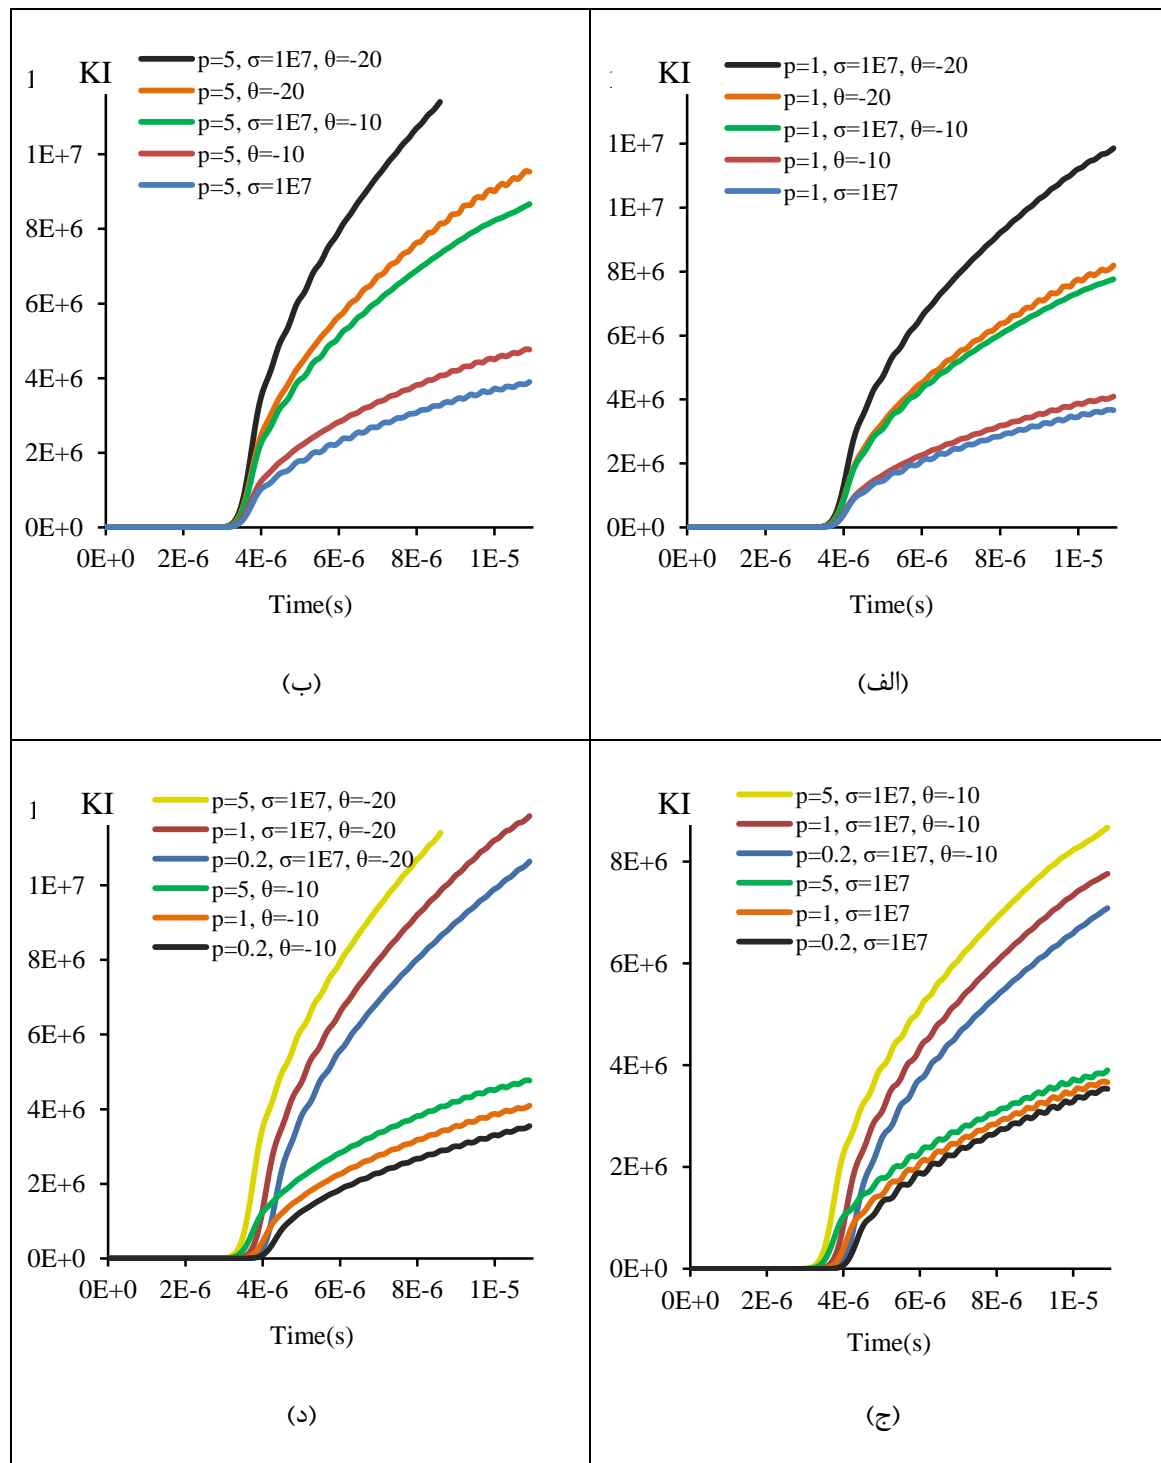 KI
p=5, σ=1E7, θ=-20
p=5, θ=-20
p=5, σ=1E7, θ=-10
p=5, θ=-10
p=5, σ=1E7
1
1E+7
8E+6
6E+6
4E+6
2E+6
0E+0
0E+0 2E-6 4E-6 6E-6 8E-6 1E-5
Time(s)
(ب)
KI
p=1, σ=1E7, θ=-20
p=1, θ=-20
p=1, σ=1E7, θ=-10
p=1, θ=-10
p=1, σ=1E7
1E+7
1E+7
8E+6
6E+6
4E+6
2E+6
0E+0
0E+0 2E-6 4E-6 6E-6 8E-6 1E-5
Time(s)
(الف)
KI
p=5, σ=1E7, θ=-20
p=1, σ=1E7, θ=-20
p=0.2, σ=1E7, θ=-20
p=5, θ=-10
p=1, θ=-10
p=0.2, θ=-10
1
1E+7
8E+6
6E+6
4E+6
2E+6
0E+0
0E+0 2E-6 4E-6 6E-6 8E-6 1E-5
Time(s)
(د)
KI
p=5, σ=1E7, θ=-10
p=1, σ=1E7, θ=-10
p=0.2, σ=1E7, θ=-10
p=5, σ=1E7
p=1, σ=1E7
p=0.2, σ=1E7
8E+6
6E+6
4E+6
2E+6
0E+0
0E+0 2E-6 4E-6 6E-6 8E-6 1E-5
Time(s)
(ج)